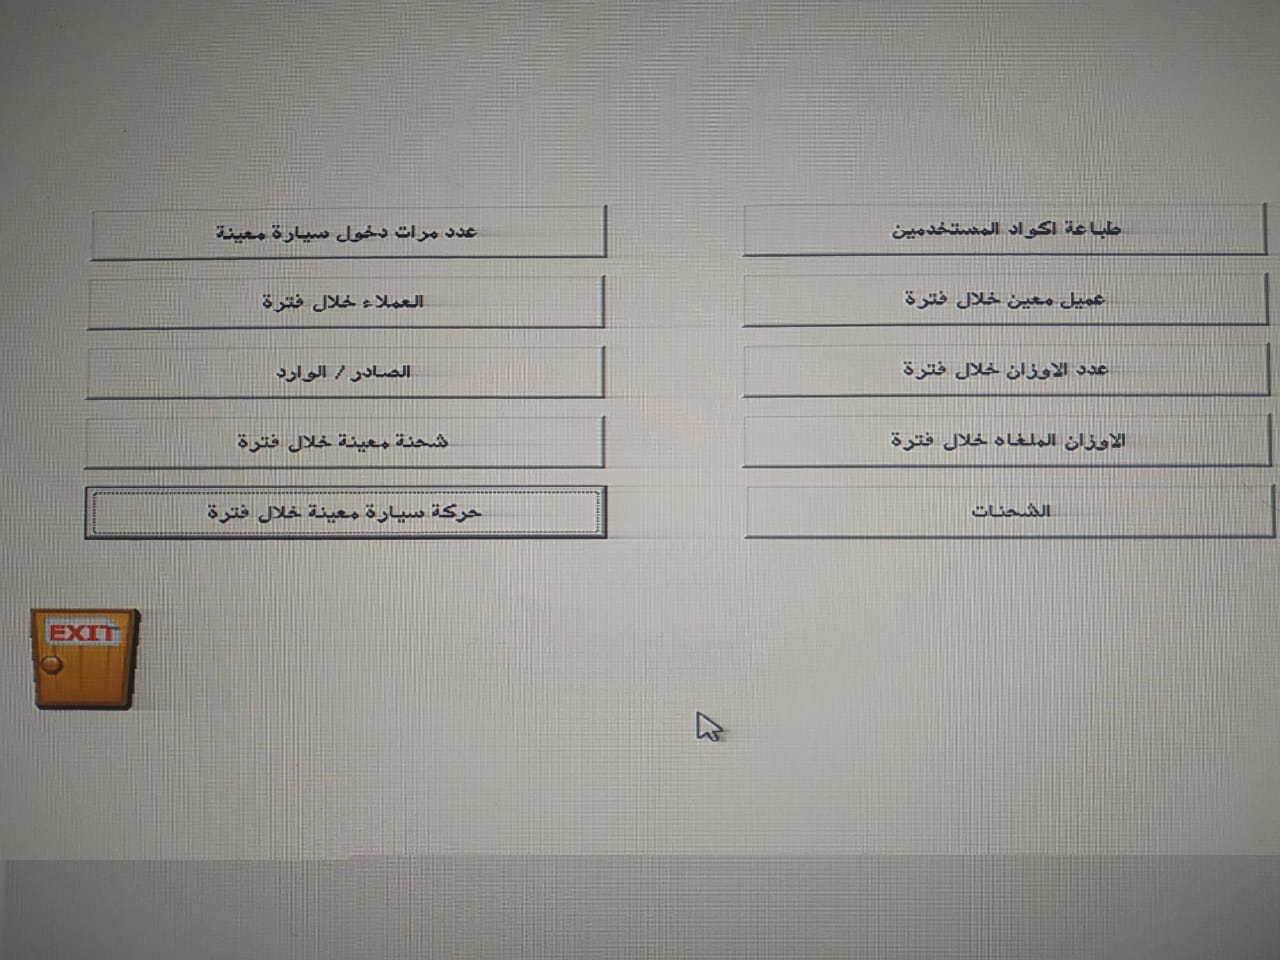 طباعة اكواد المستخدمين
عدد مرات دخول سيارة معينة
عميل معين خلال فترة
العملاء خلال فترة
عدد الاوزان خلال فترة
الصادر / الوارد
الاوزان الملغاه خلال فترة
شحنة معينة خلال فترة
الشحنات
حركة سيارة معينة خلال فترة
EXIT